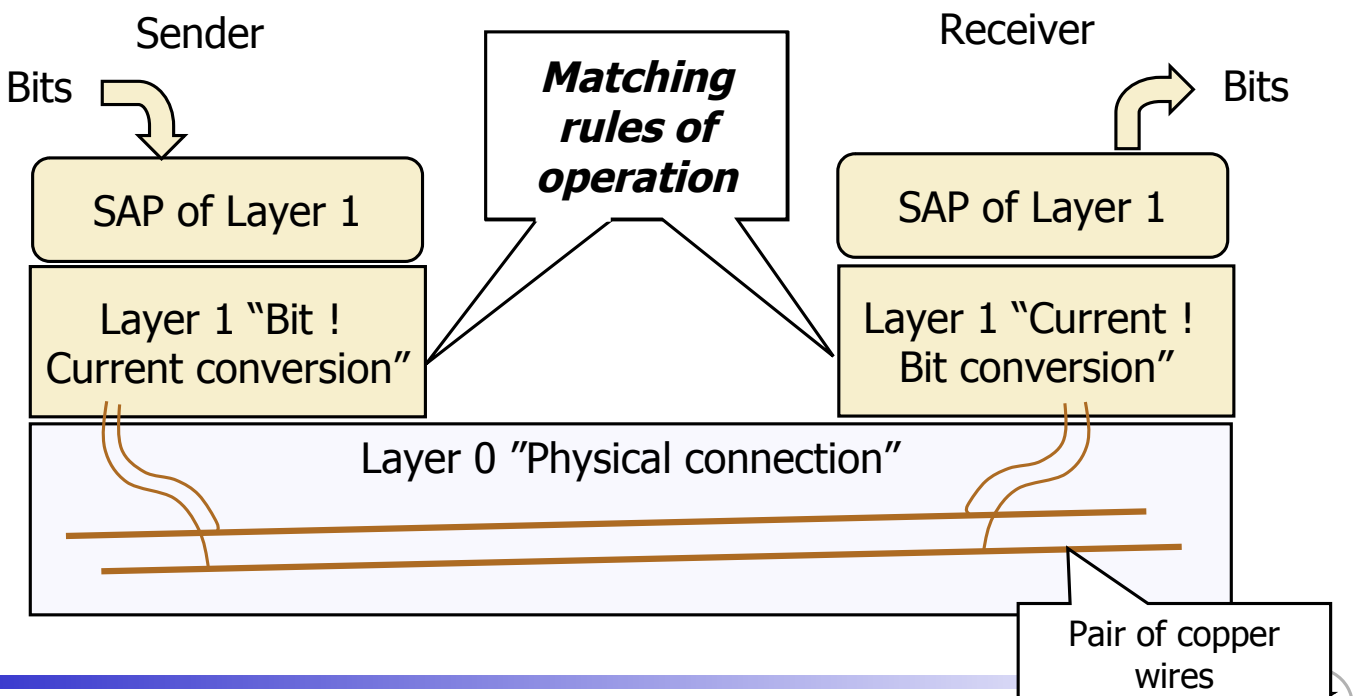 Sender
Receiver
Bits
Matching
rules of
operation
Bits
SAP of Layer 1
SAP of Layer 1
Layer 1 “Bit !
Current conversion”
Layer 1 “Current !
Bit conversion”
Layer 0 ”Physical connection”
Pair of copper
wires